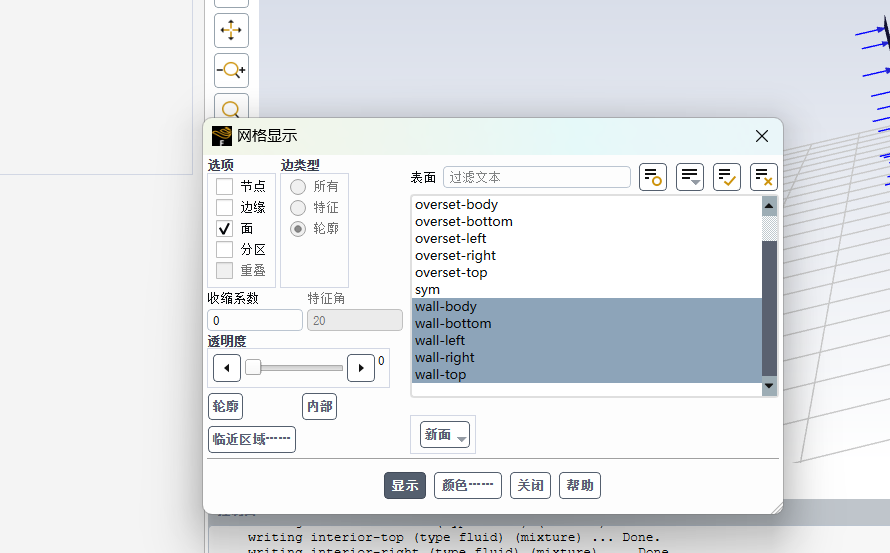 网格显示
选项
节点
边缘
面
分区
重叠
边类型
所有
特征
轮廓
收缩系数
特征角
0
20
透明度
0
轮廓
内部
临近区域……
表面
过滤文本
overset-body
overset-bottom
overset-left
overset-right
overset-top
sym
wall-body
wall-bottom
wall-left
wall-right
wall-top
新面
显示
颜色……
关闭
帮助
writing interior-top (type fluid) (mixture) ... Done.
writing interior-right (type fluid) (mixture) ... Done.